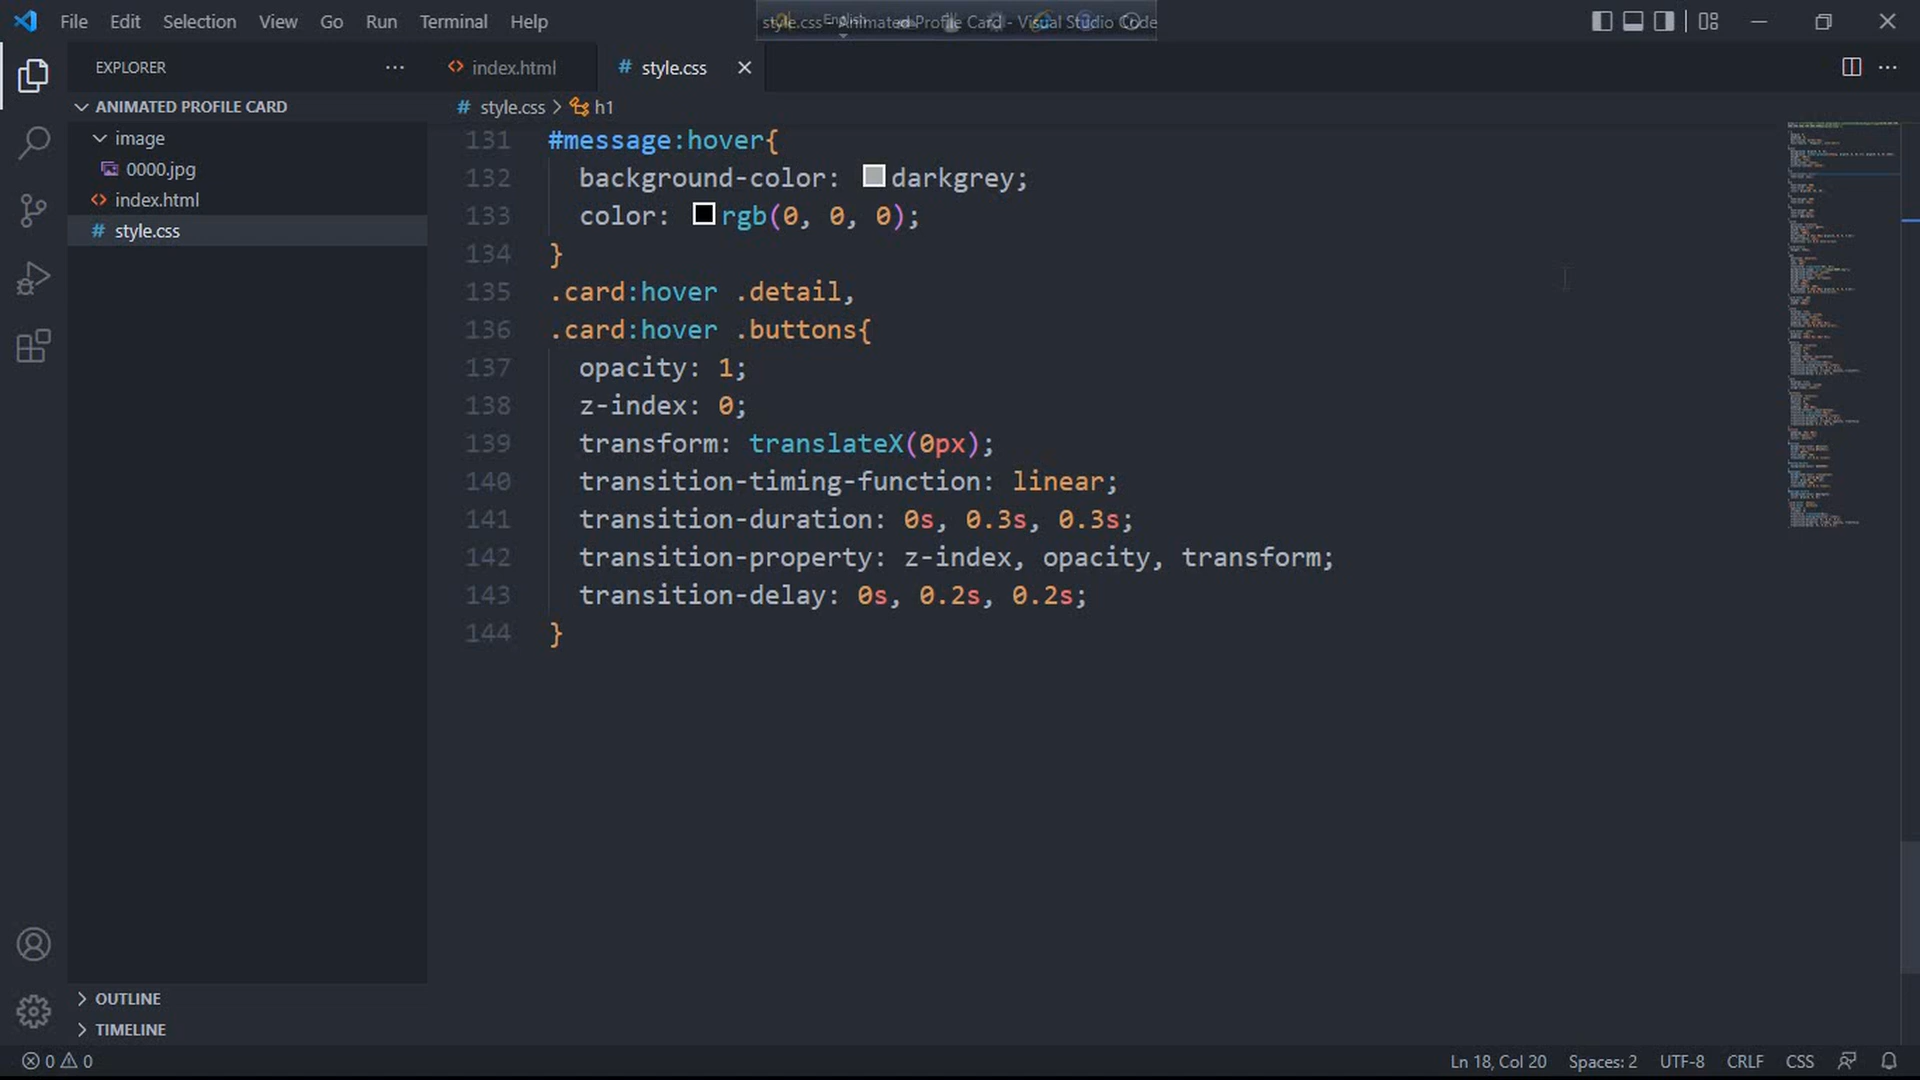 File Edit Selection View Go Run Terminal Help
style.css - Animated Profile Card - Visual Studio Code
English
EXPLORER
index.html
# style.css
ANIMATED PROFILE CARD
image
0000.jpg
index.html
# style.css
# style.css > h1
131 #message:hover{
132 background-color: darkgrey;
133 color: rgb(0, 0, 0);
134 }
135 .card:hover .detail,
136 .card:hover .buttons{
137 opacity: 1;
138 z-index: 0;
139 transform: translateX(0px);
140 transition-timing-function: linear;
141 transition-duration: 0s, 0.3s, 0.3s;
142 transition-property: z-index, opacity, transform;
143 transition-delay: 0s, 0.2s, 0.2s;
144 }
OUTLINE
TIMELINE
0 0
Ln 18, Col 20 Spaces: 2 UTF-8 CRLF CSS